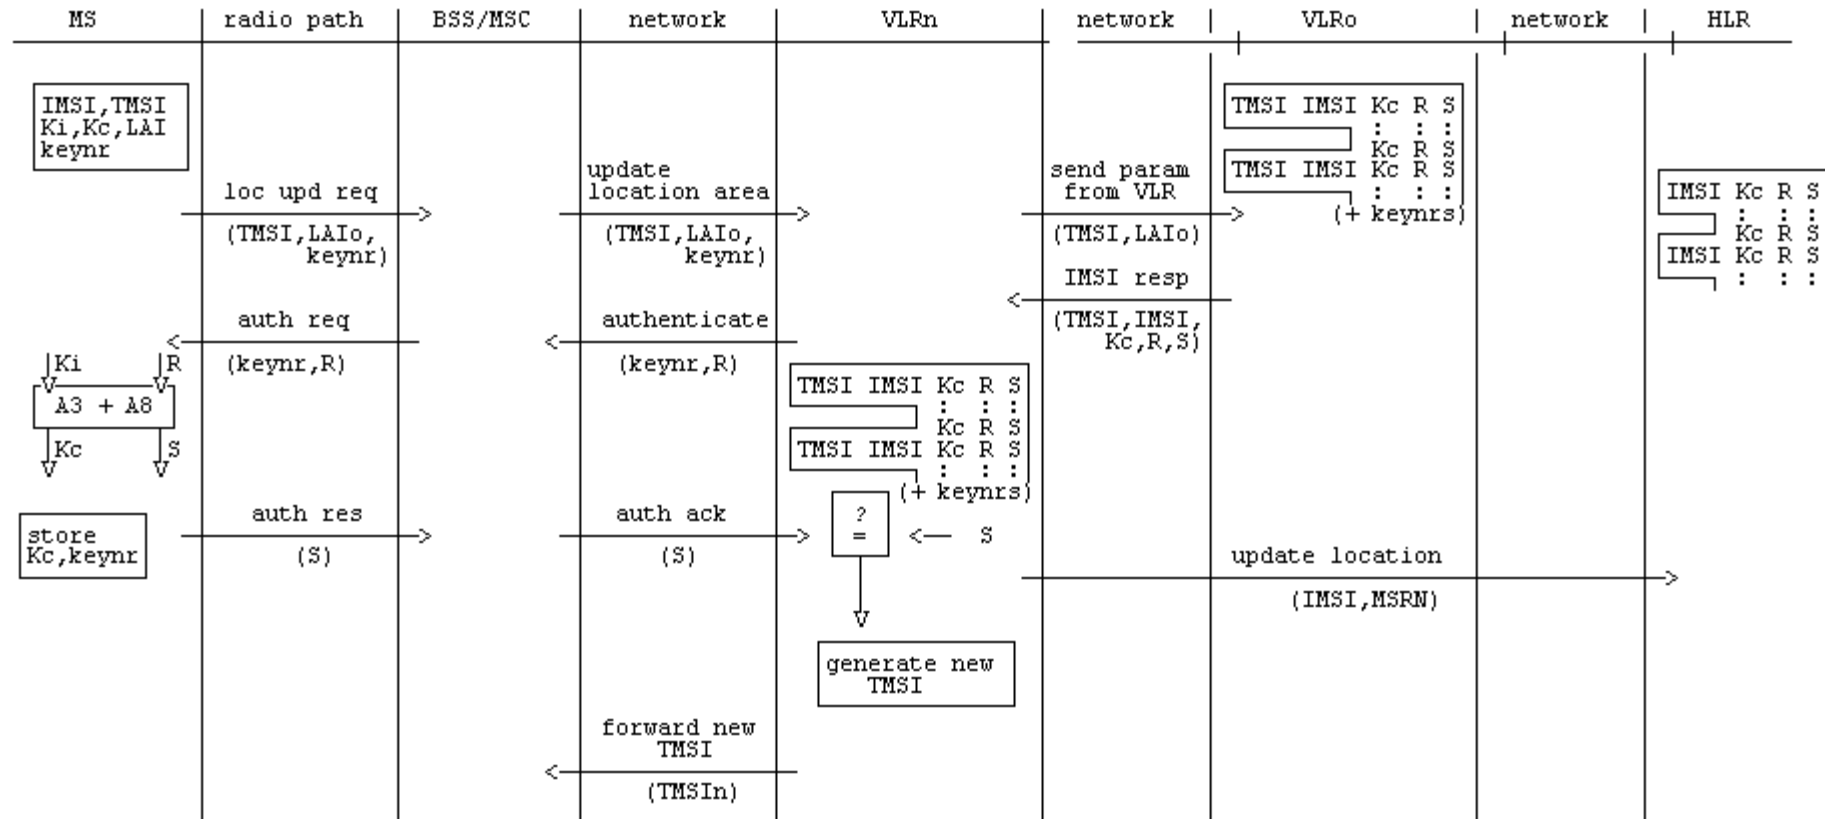 MS radio path BSS/MSC network VLRn network VLRo network HLR
IMSI,TMSI
Ki,Kc,LAI
keynr
TMSI IMSI Kc R S
: : :
Kc R S
TMSI IMSI Kc R S
: : :
(+ keynrs)
IMSI Kc R S
: : :
Kc R S
IMSI Kc R S
: : :
loc upd req
(TMSI,LAIo,
keynr)
update
location area
(TMSI,LAIo,
keynr)
send param
from VLR
(TMSI,LAIo)
IMSI resp
(TMSI,IMSI,
Kc,R,S)
auth req
(keynr,R)
authenticate
(keynr,R)
Ki R
A3 + A8
Kc S
TMSI IMSI Kc R S
: : :
Kc R S
TMSI IMSI Kc R S
: : :
(+ keynrs)
store
Kc,keynr
auth res
(S)
auth ack
(S)
?
=
S
update location
(IMSI,MSRN)
generate new
TMSI
forward new
TMSI
(TMSIn)